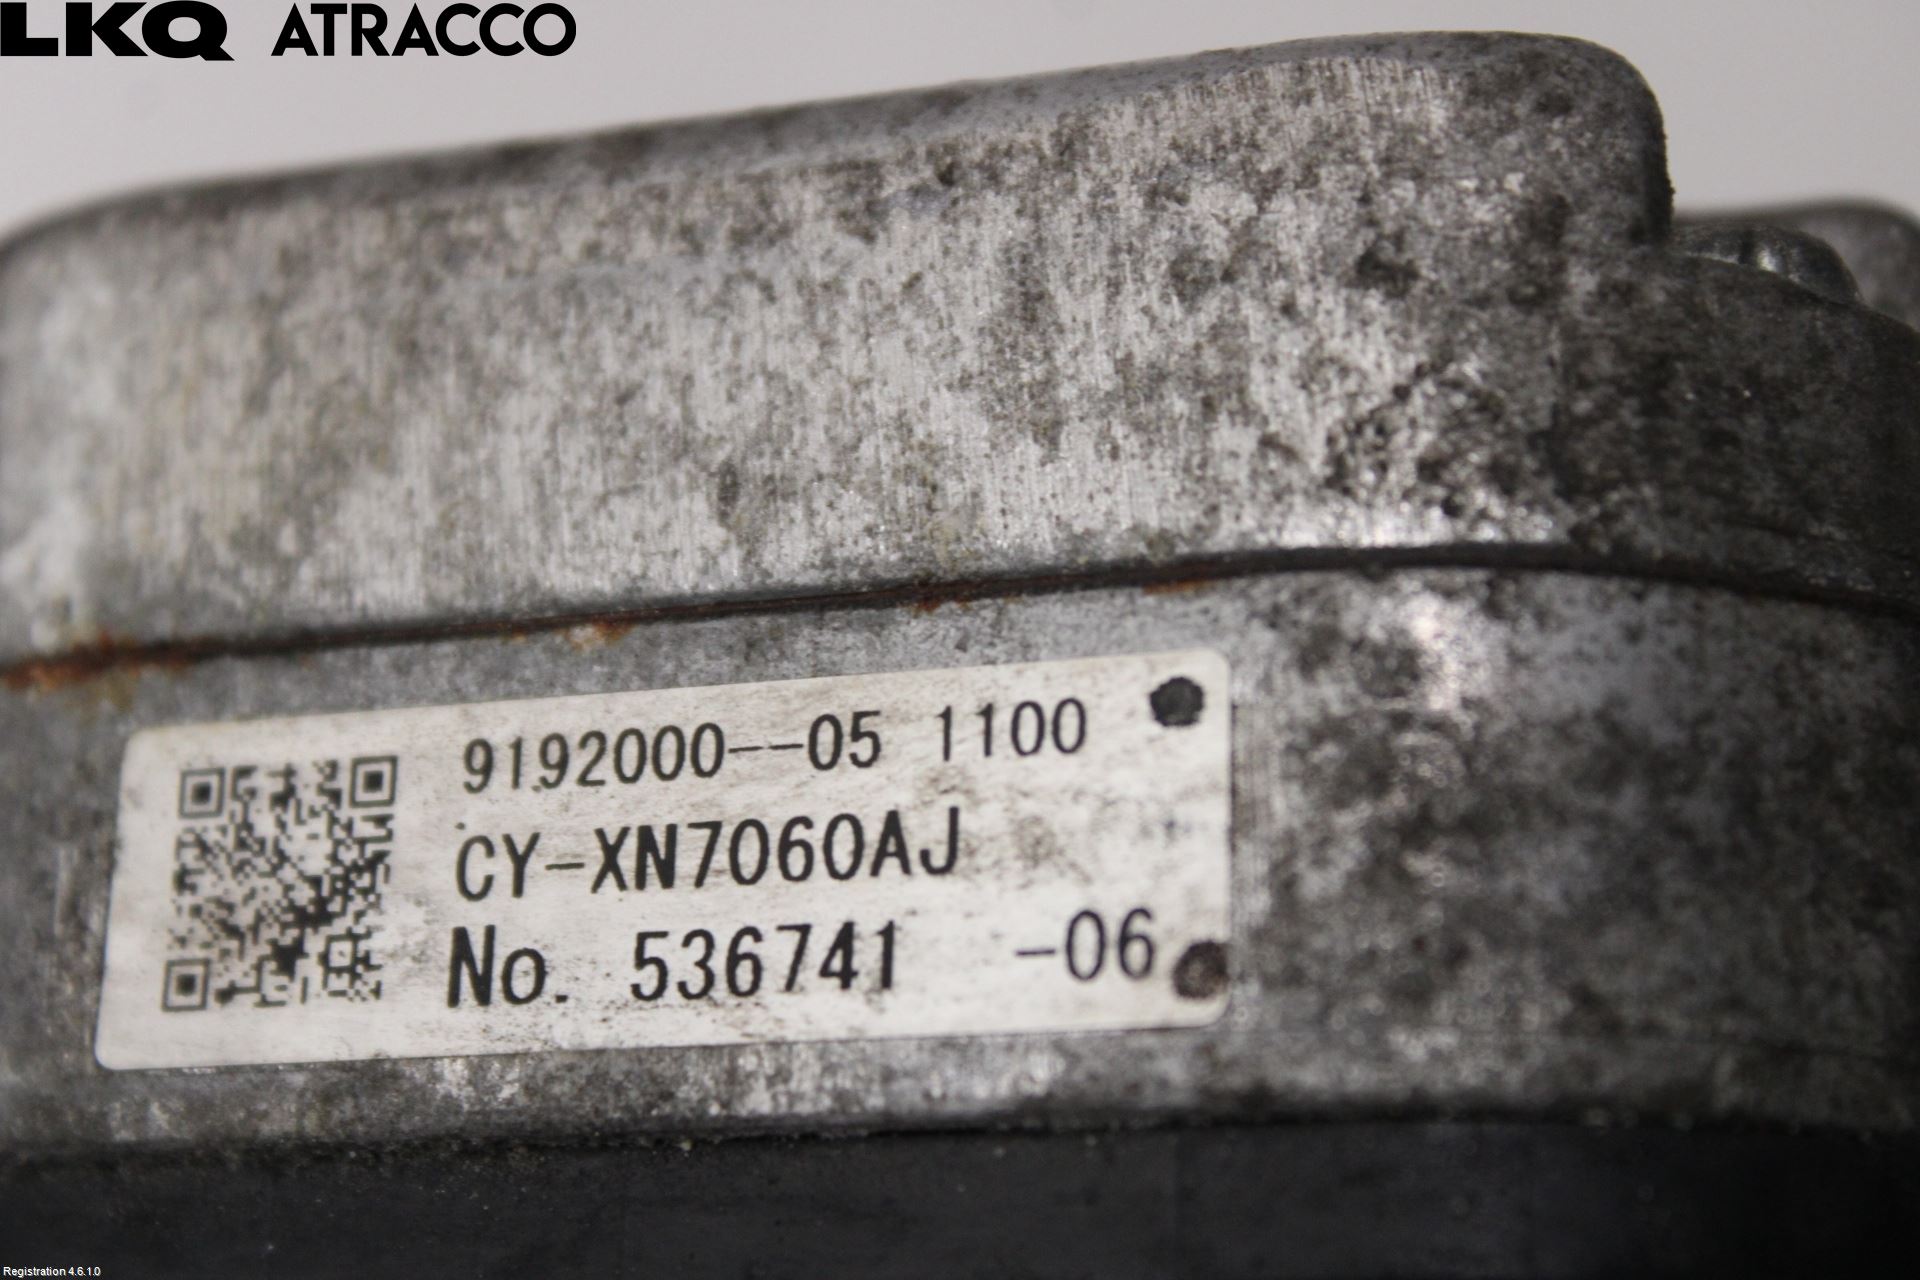 LKQ ATRACCO
9192000--05 1100
CY-XN7060AJ
No. 536741 -06
Registration 4.6.1.0